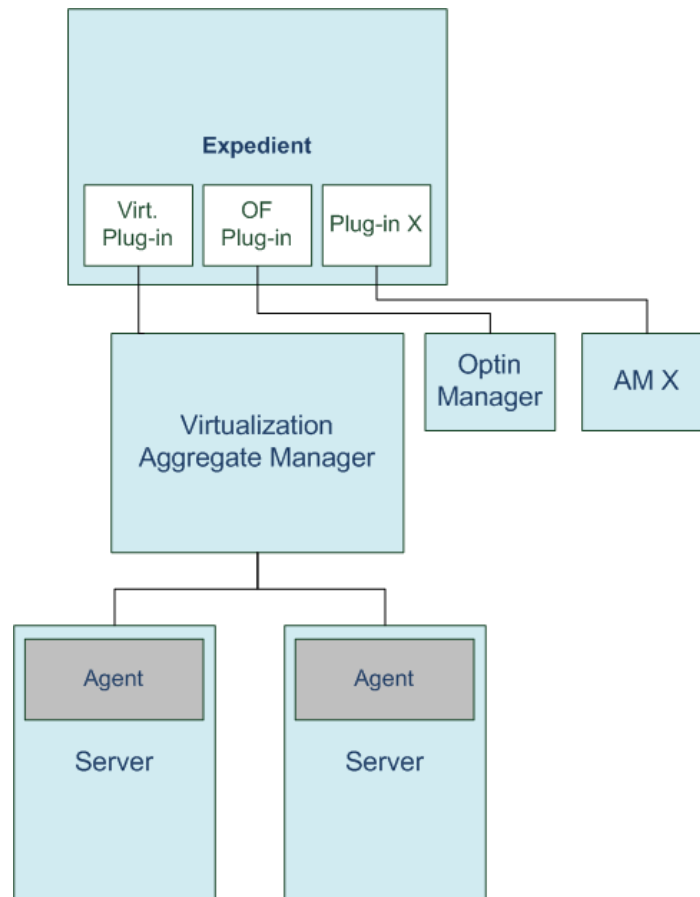 Expedient
Virt.
Plug-in
OF
Plug-in
Plug-in X
Optin
Manager
AM X
Virtualization
Aggregate Manager
Agent
Server
Agent
Server